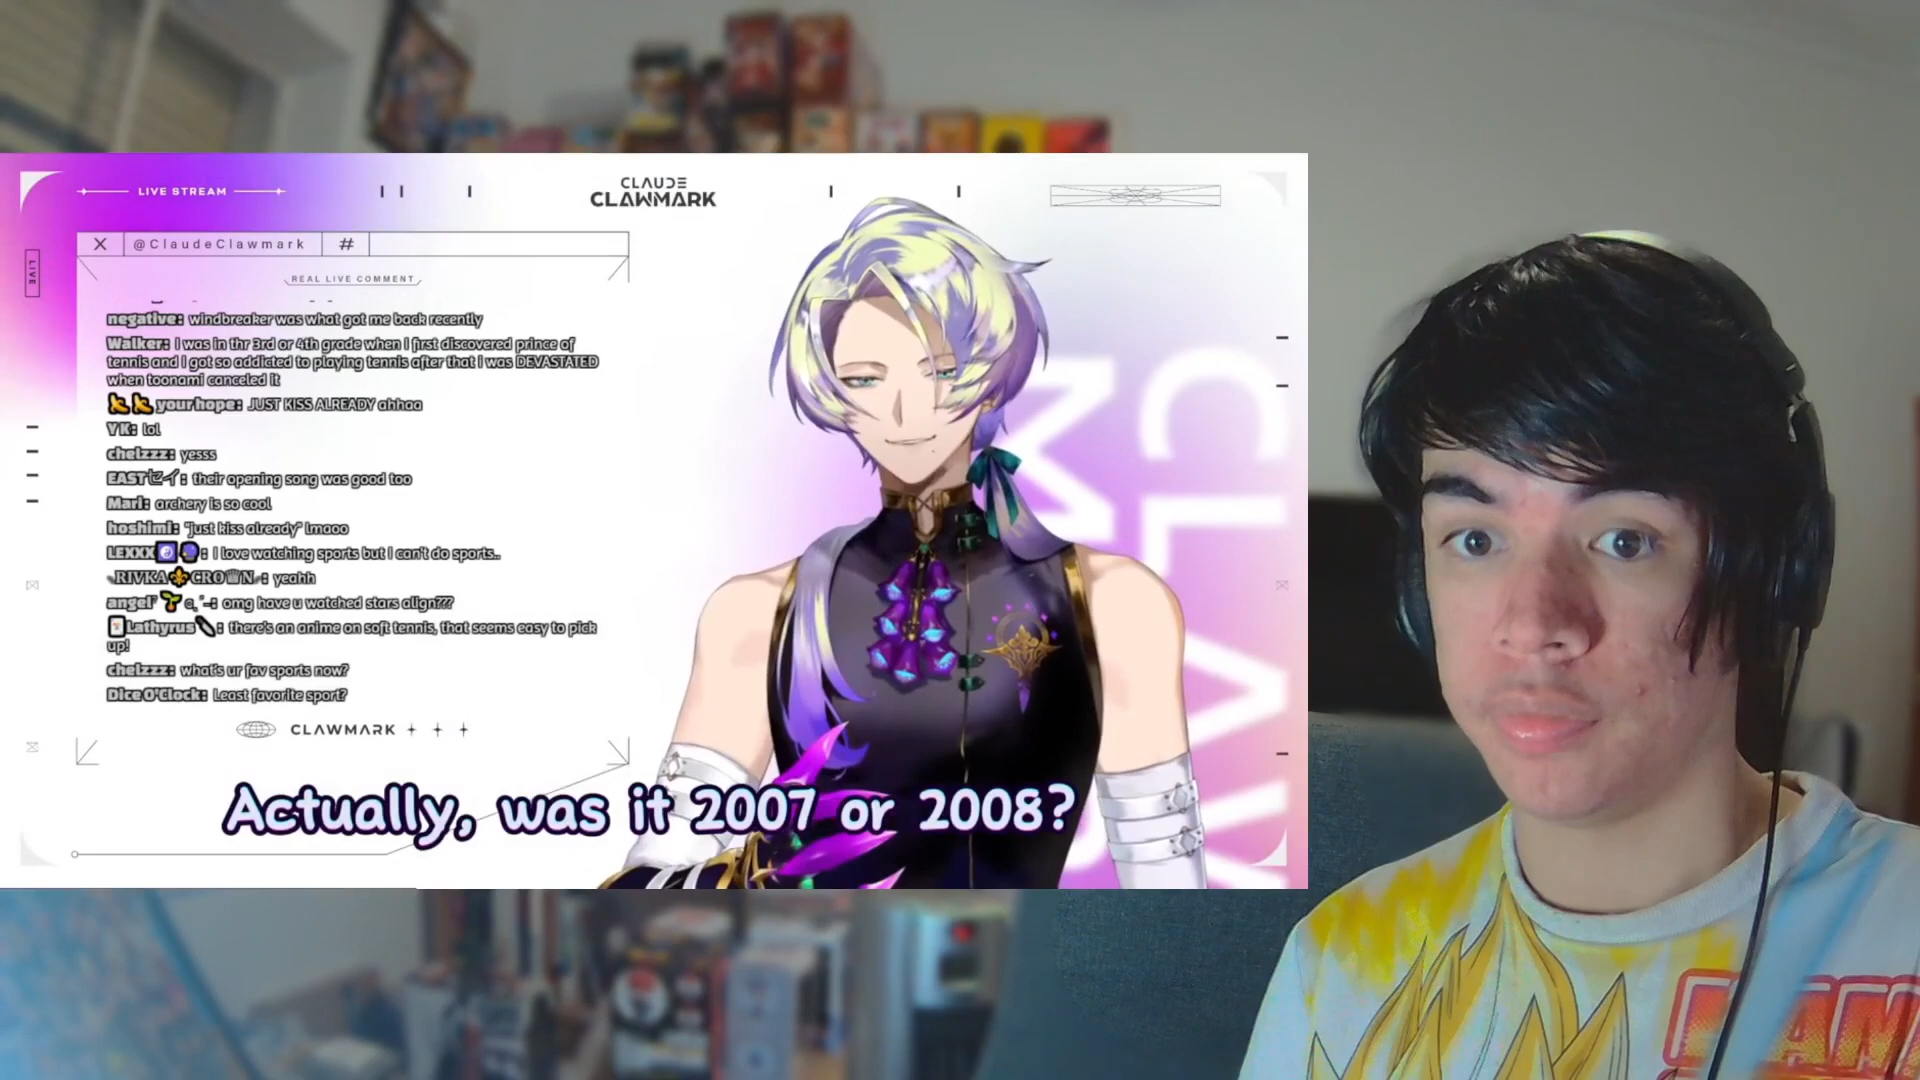 LIVE STREAM
CLAUDE
CLAWMARK
X @ClaudeClawmark #
LIVE
REAL LIVE COMMENT
negative: windbreaker was what got me back recently
Walker: I was in thr 3rd or 4th grade when I first discovered prince of
tennis and I got so addicted to playing tennis after that I was DEVASTATED
when toonami canceled it
yourhope: JUST KISS ALREADY ahhaa
YK: lol
chelzzz: yesss
EASTセイ: their opening song was good too
Mari: archery is so cool
hoshimi: "just kiss already" lmaoo
LEXXX: I love watching sports but I can't do sports..
RIVKA CROWN: yeahh
angel: omg have u watched stars align???
Lathyrus: there's an anime on soft tennis, that seems easy to pick
up!
chelzzz: what's ur fav sports now?
Dice O'Clock: Least favorite sport?
CLAWMARK
Actually, was it 2007 or 2008?
CLAW
M